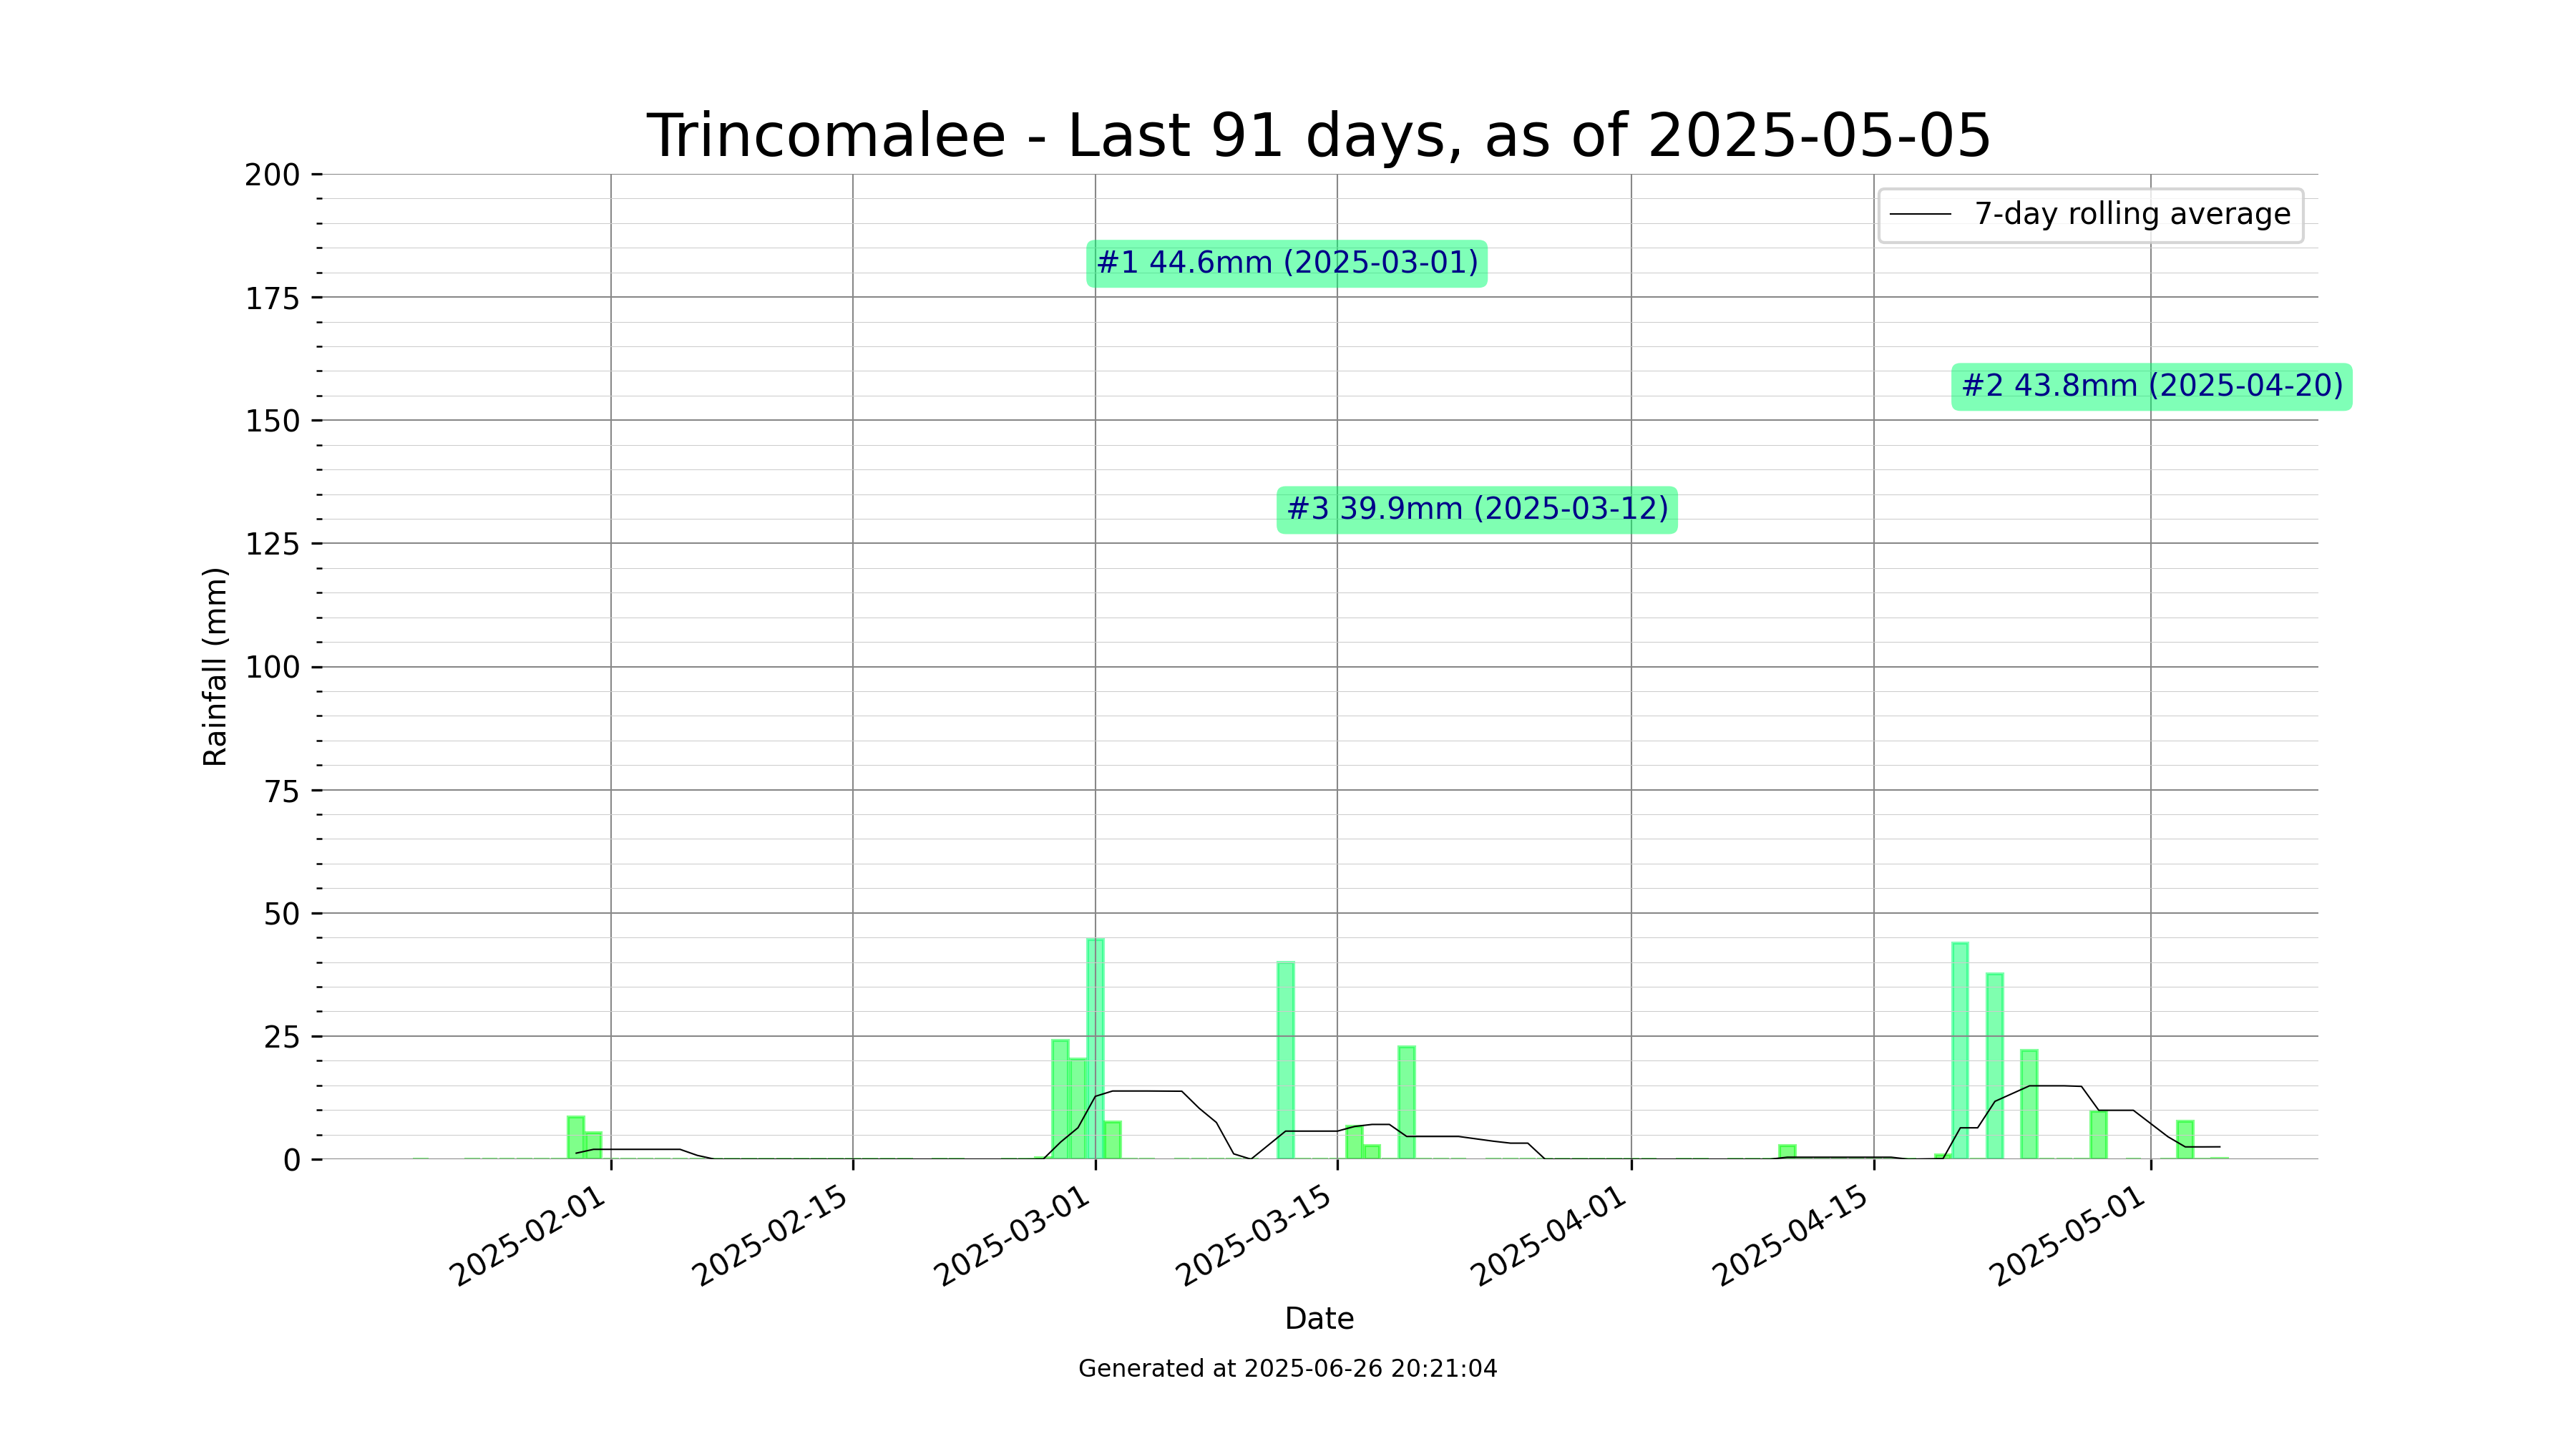 Trincomalee - Last 91 days, as of 2025-05-05
7-day rolling average
#1 44.6mm (2025-03-01)
#2 43.8mm (2025-04-20)
#3 39.9mm (2025-03-12)
Rainfall (mm)
200
175
150
125
100
75
50
25
0
2025-02-01
2025-02-15
2025-03-01
2025-03-15
2025-04-01
2025-04-15
2025-05-01
Date
Generated at 2025-06-26 20:21:04